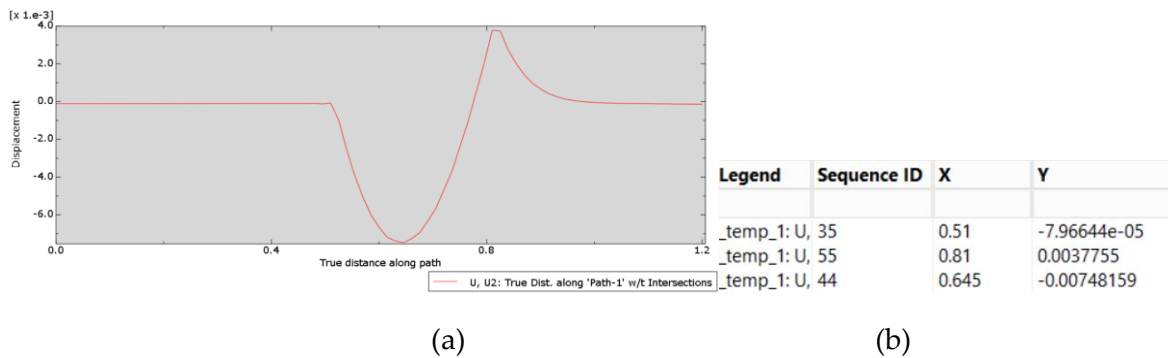 [x 1.e-3]
4.0
2.0
0.0
-2.0
-4.0
-6.0
Displacement
0.0 0.4 0.8 1.2
True distance along path
U, U2: True Dist. along 'Path-1' w/t Intersections
(a)
Legend Sequence ID X Y
_temp_1: U, 35 0.51 -7.96644e-05
_temp_1: U, 55 0.81 0.0037755
_temp_1: U, 44 0.645 -0.00748159
(b)